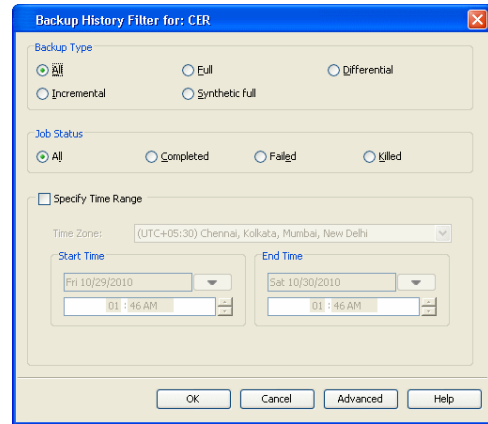 Backup History Filter for: CER
Backup Type
All Full Differential
Incremental Synthetic full
Job Status
All Completed Failed Killed
Specify Time Range
Time Zone: (UTC+05:30) Chennai, Kolkata, Mumbai, New Delhi
Start Time End Time
Fri 10/29/2010 Sat 10/30/2010
01 : 46 AM 01 : 46 AM
OK Cancel Advanced Help